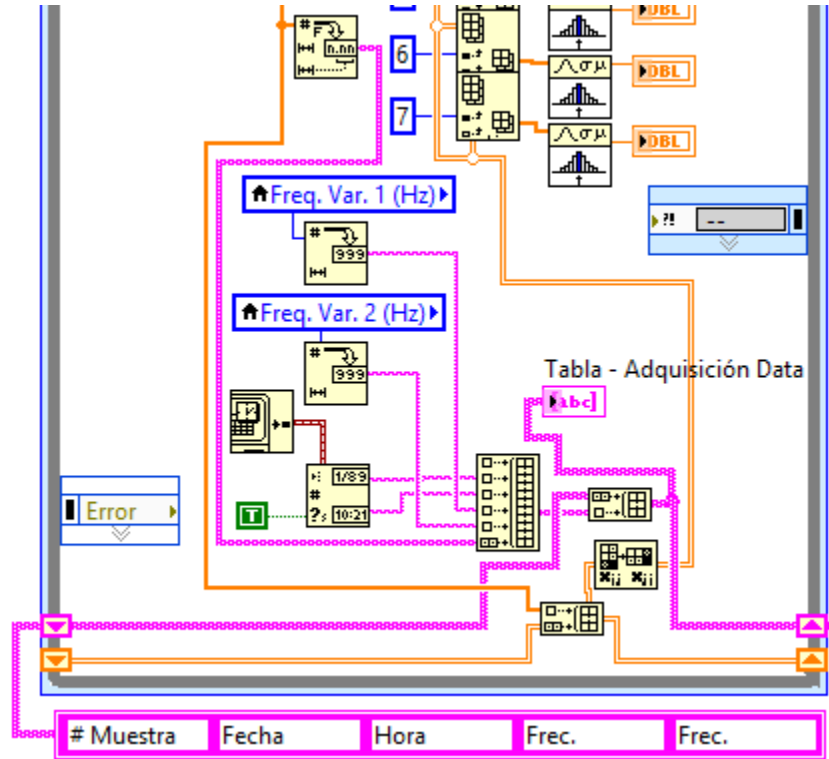 DBL
#
F
n.nn
6
DBL
7
DBL
Freq. Var. 1 (Hz)
#
999
?! --
Freq. Var. 2 (Hz)
#
999
Tabla - Adquisición Data
abc
1/89
#
T
10:21
Error
# Muestra Fecha Hora Frec. Frec.